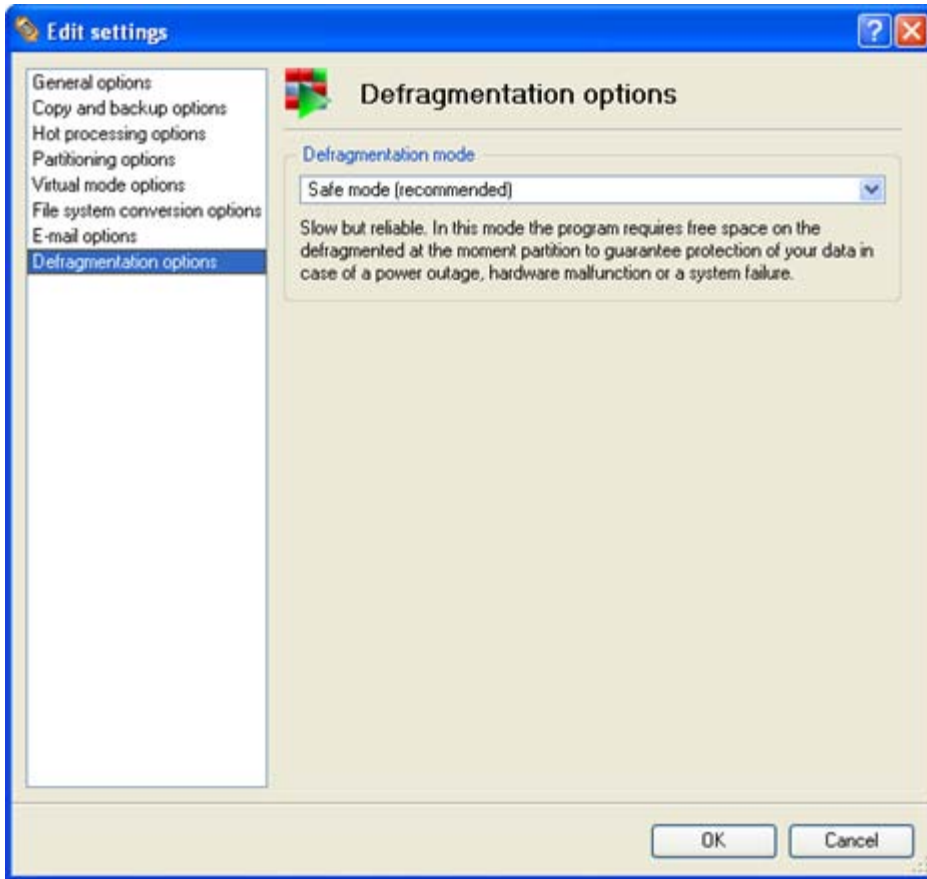 Edit settings
General options
Copy and backup options
Hot processing options
Partitioning options
Virtual mode options
File system conversion options
E-mail options
Defragmentation options
Defragmentation options
Defragmentation mode
Safe mode (recommended)
Slow but reliable. In this mode the program requires free space on the
defragmented at the moment partition to guarantee protection of your data in
case of a power outage, hardware malfunction or a system failure.
OK
Cancel